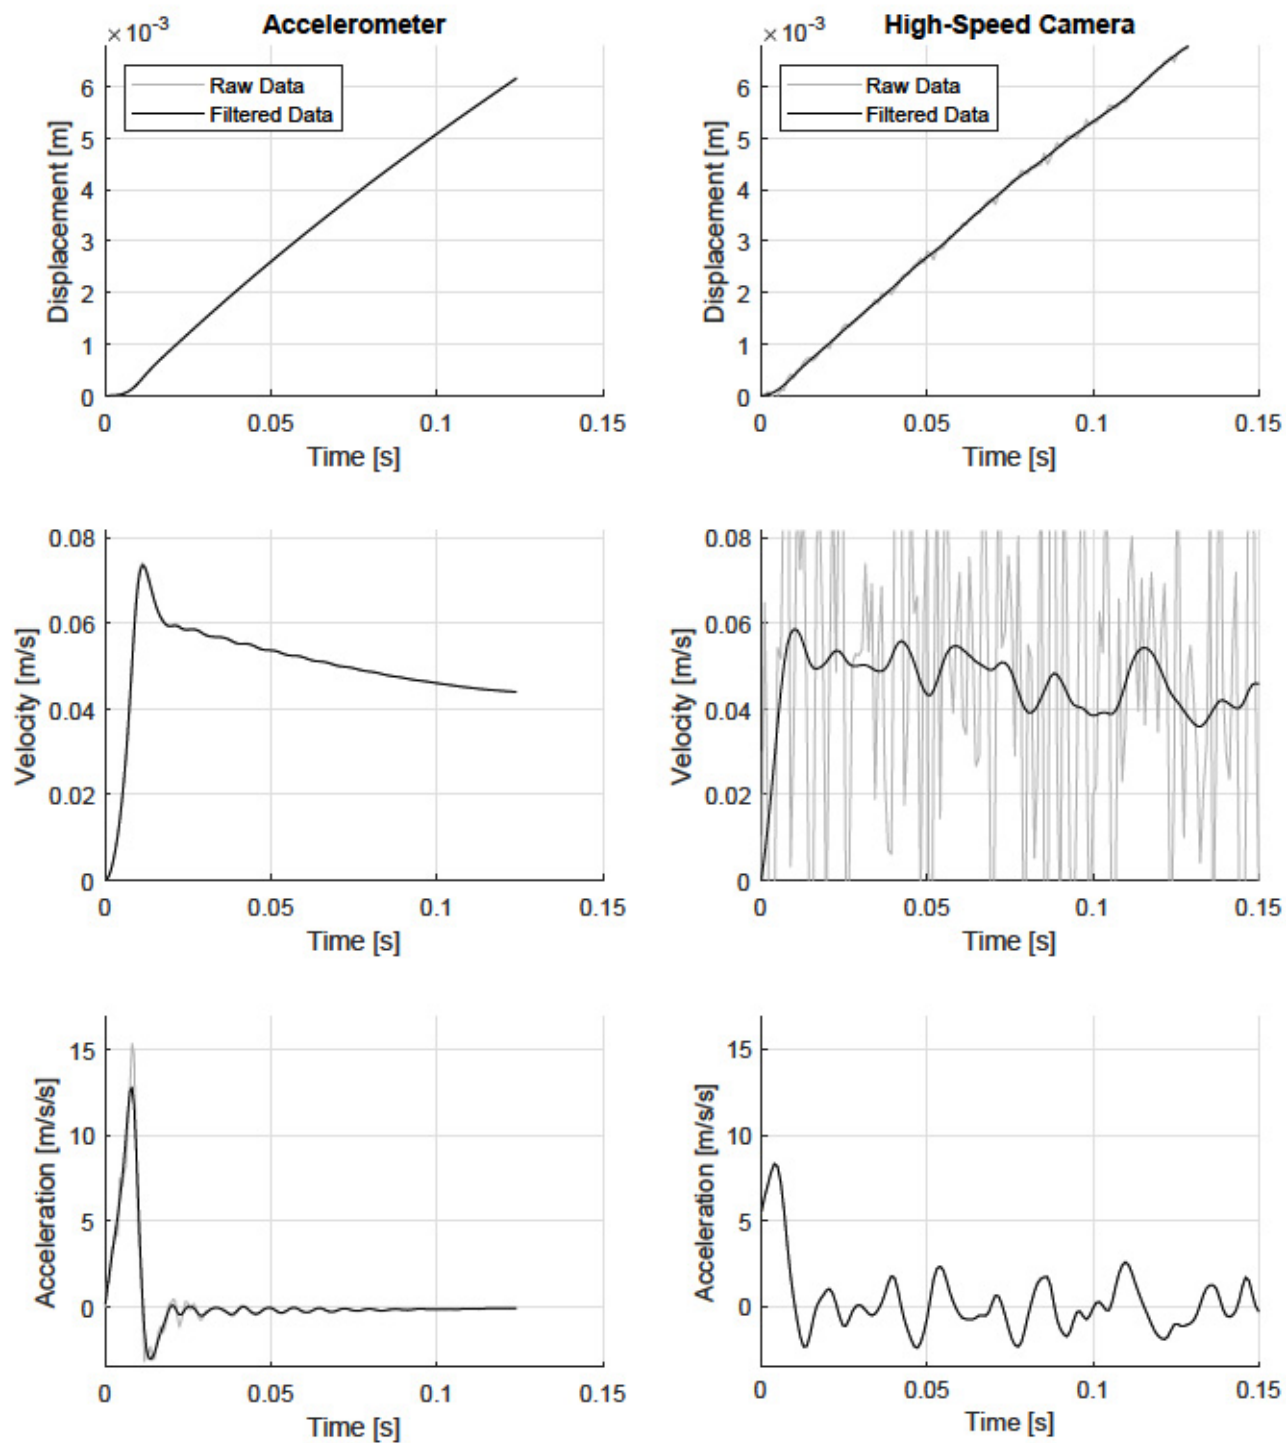 Accelerometer
×10-3
Raw Data
Filtered Data
6
5
4
3
2
1
0
Displacement [m]
0 0.05 0.1 0.15
Time [s]
High-Speed Camera
×10-3
Raw Data
Filtered Data
6
5
4
3
2
1
0
Displacement [m]
0 0.05 0.1 0.15
Time [s]
0.08
0.06
0.04
0.02
0
Velocity [m/s]
0 0.05 0.1 0.15
Time [s]
0.08
0.06
0.04
0.02
0
Velocity [m/s]
0 0.05 0.1 0.15
Time [s]
15
10
5
0
Acceleration [m/s/s]
0 0.05 0.1 0.15
Time [s]
15
10
5
0
Acceleration [m/s/s]
0 0.05 0.1 0.15
Time [s]